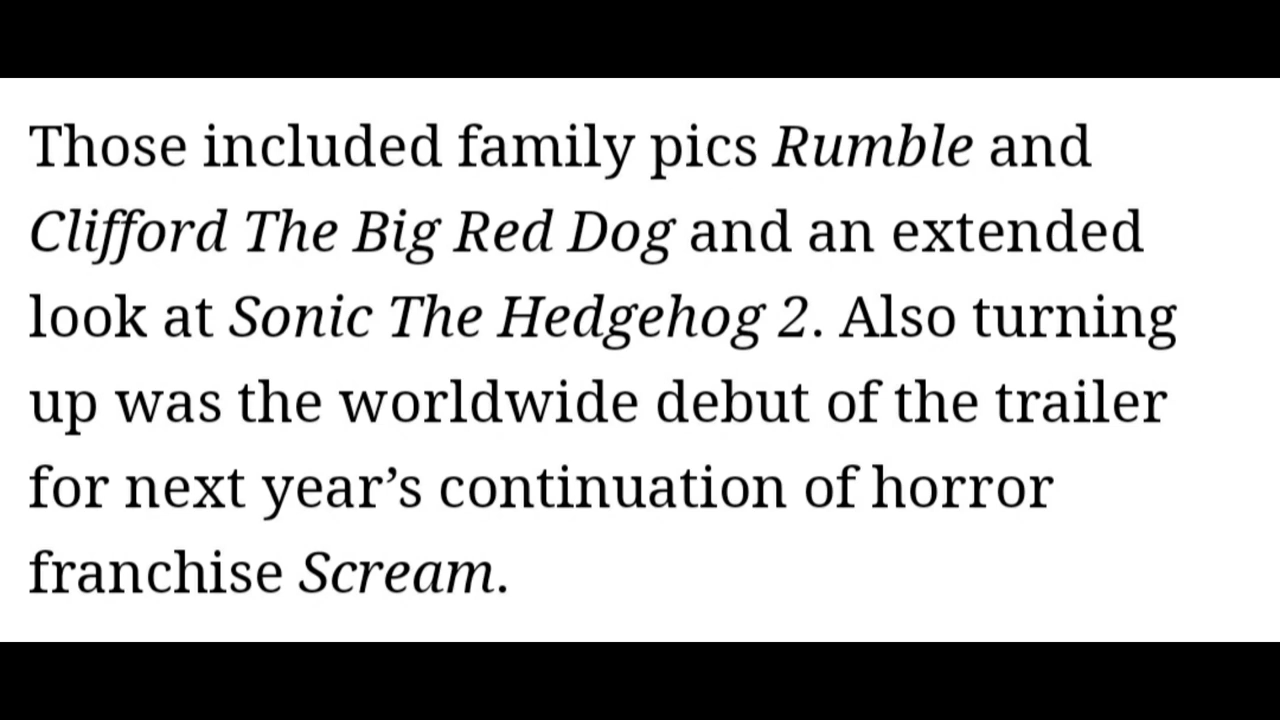 Those included family pics Rumble and
Clifford The Big Red Dog and an extended
look at Sonic The Hedgehog 2. Also turning
up was the worldwide debut of the trailer
for next year’s continuation of horror
franchise Scream.